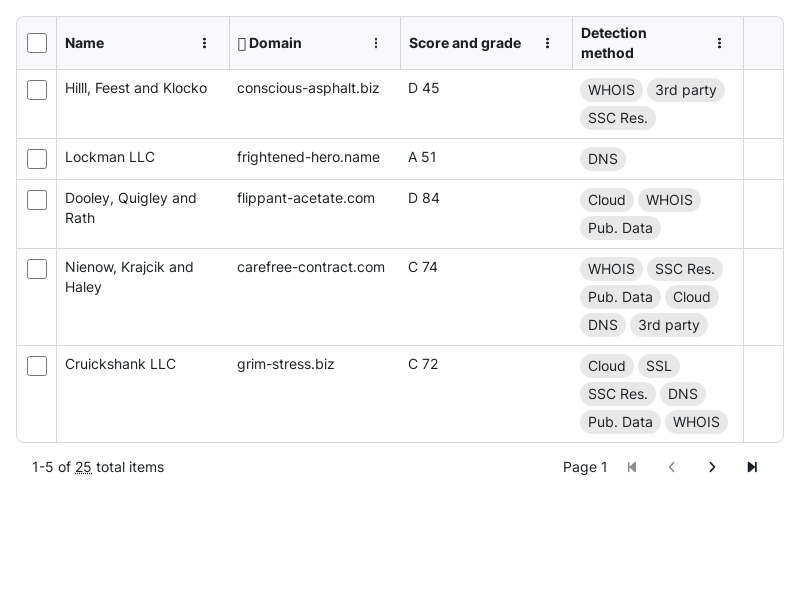 Name
Domain
Score and grade
Detection
method
Hilll, Feest and Klocko
conscious-asphalt.biz
D 45
WHOIS 3rd party
SSC Res.
Lockman LLC
frightened-hero.name
A 51
DNS
Dooley, Quigley and
Rath
flippant-acetate.com
D 84
Cloud WHOIS
Pub. Data
Nienow, Krajcik and
Haley
carefree-contract.com
C 74
WHOIS SSC Res.
Pub. Data Cloud
DNS 3rd party
Cruickshank LLC
grim-stress.biz
C 72
Cloud SSL
SSC Res. DNS
Pub. Data WHOIS
1-5 of 25 total items
Page 1